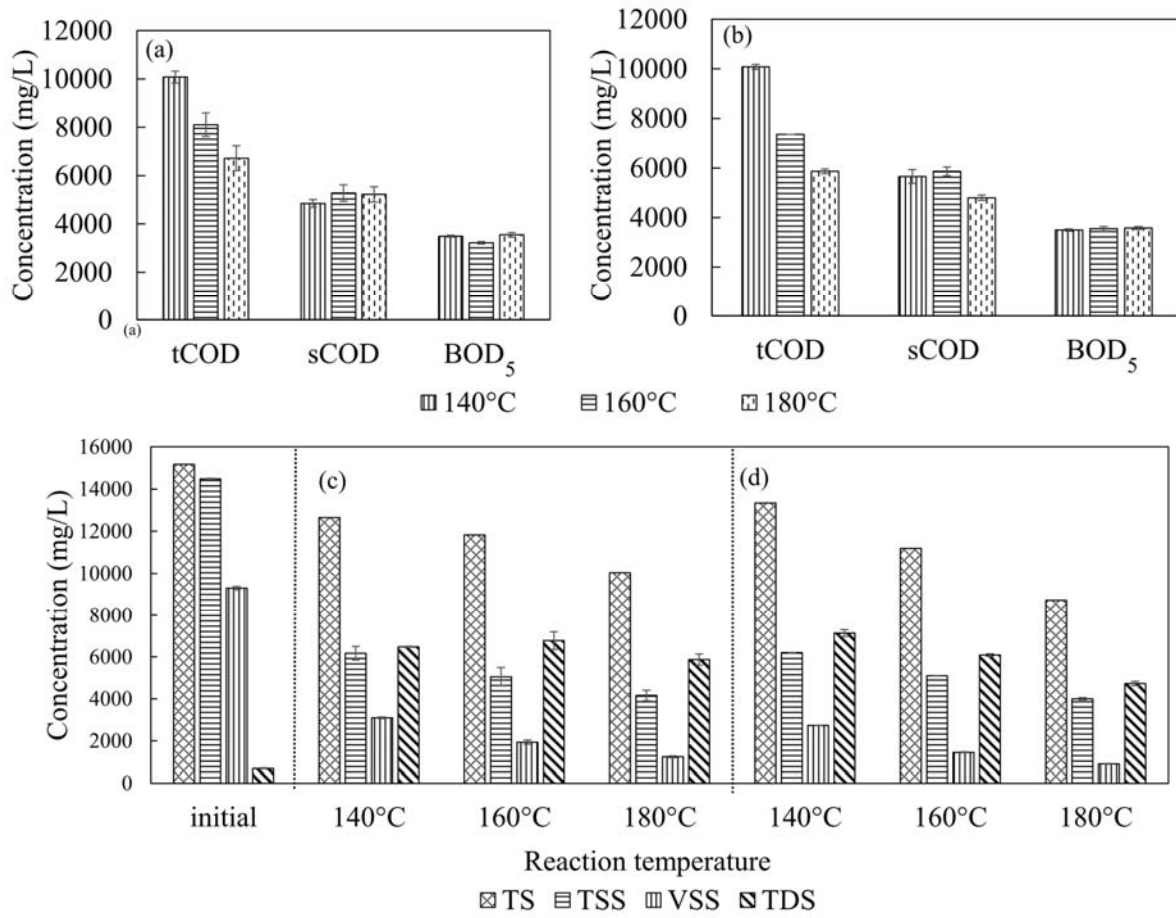 12000
10000
8000
6000
4000
2000
0
Concentration (mg/L)
(a)
(a)
tCOD sCOD BOD5
12000
10000
8000
6000
4000
2000
0
Concentration (mg/L)
(b)
tCOD sCOD BOD5
140°C 160°C 180°C
16000
14000
12000
10000
8000
6000
4000
2000
0
Concentration (mg/L)
(c) (d)
initial 140°C 160°C 180°C 140°C 160°C 180°C
Reaction temperature
TS TSS VSS TDS